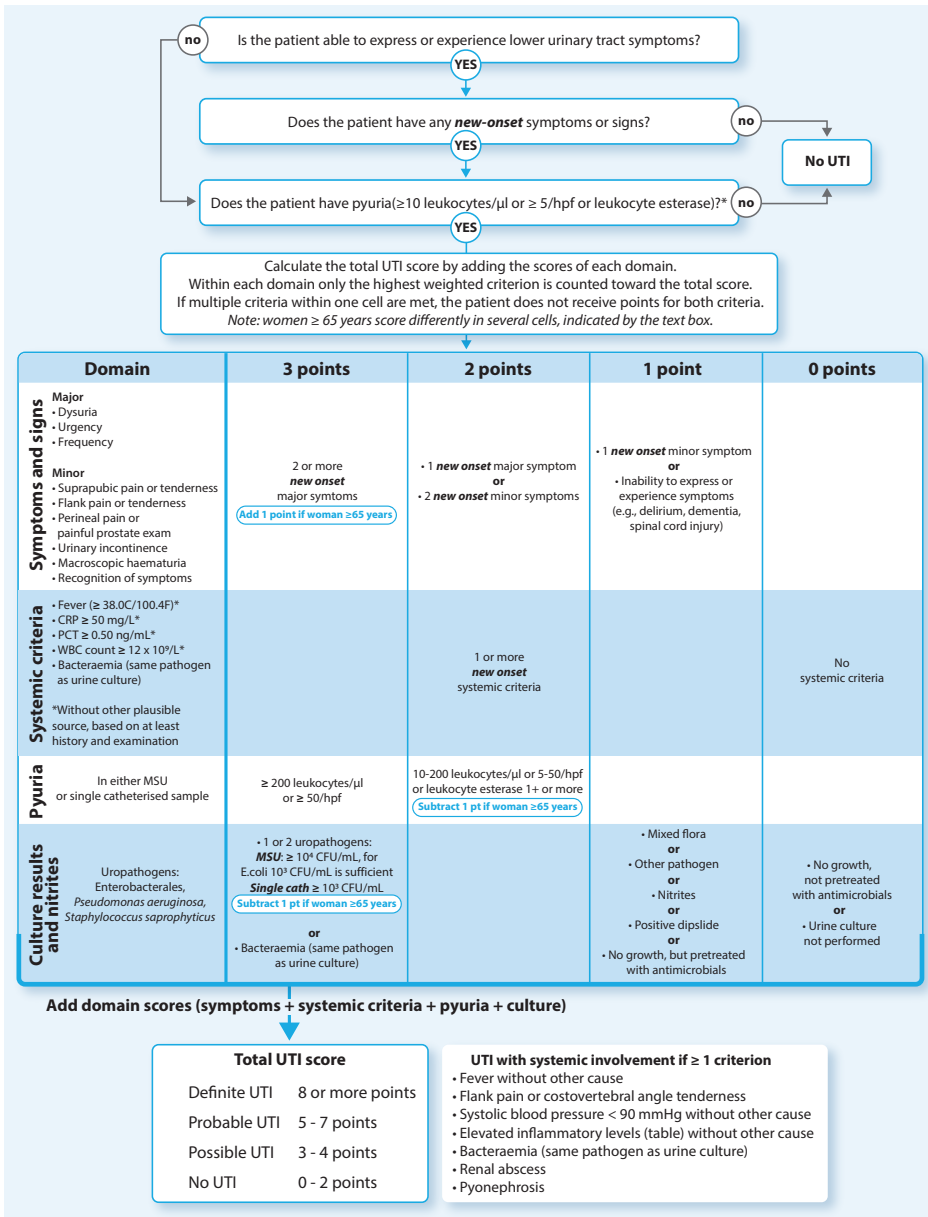 no
Is the patient able to express or experience lower urinary tract symptoms?
YES
Does the patient have any new-onset symptoms or signs?
no
YES
No UTI
Does the patient have pyuria(≥10 leukocytes/µl or ≥ 5/hpf or leukocyte esterase)?*
no
YES
Calculate the total UTI score by adding the scores of each domain.
Within each domain only the highest weighted criterion is counted toward the total score.
If multiple criteria within one cell are met, the patient does not receive points for both criteria.
Note: women ≥ 65 years score differently in several cells, indicated by the text box.
Domain
3 points
2 points
1 point
0 points
Symptoms and signs
Major
• Dysuria
• Urgency
• Frequency
Minor
• Suprapubic pain or tenderness
• Flank pain or tenderness
• Perineal pain or
painful prostate exam
• Urinary incontinence
• Macroscopic haematuria
• Recognition of symptoms
2 or more
new onset
major symtoms
Add 1 point if woman ≥65 years
• 1 new onset major symptom
or
• 2 new onset minor symptoms
• 1 new onset minor symptom
or
• Inability to express or
experience symptoms
(e.g., delirium, dementia,
spinal cord injury)
Systemic criteria
• Fever (≥ 38.0C/100.4F)*
• CRP ≥ 50 mg/L*
• PCT ≥ 0.50 ng/mL*
• WBC count ≥ 12 x 10⁹/L*
• Bacteraemia (same pathogen
as urine culture)
*Without other plausible
source, based on at least
history and examination
1 or more
new onset
systemic criteria
No
systemic criteria
Pyuria
In either MSU
or single catheterised sample
≥ 200 leukocytes/µl
or ≥ 50/hpf
10-200 leukocytes/µl or 5-50/hpf
or leukocyte esterase 1+ or more
Subtract 1 pt if woman ≥65 years
Culture results
and nitrites
Uropathogens:
Enterobacterales,
Pseudomonas aeruginosa,
Staphylococcus saprophyticus
• 1 or 2 uropathogens:
MSU: ≥ 10⁴ CFU/mL, for
E.coli 10³ CFU/mL is sufficient
Single cath ≥ 10³ CFU/mL
Subtract 1 pt if woman ≥65 years
or
• Bacteraemia (same pathogen
as urine culture)
• Mixed flora
or
• Other pathogen
or
• Nitrites
or
• Positive dipslide
or
• No growth, but pretreated
with antimicrobials
• No growth,
not pretreated
with antimicrobials
or
• Urine culture
not performed
Add domain scores (symptoms + systemic criteria + pyuria + culture)
Total UTI score
Definite UTI 8 or more points
Probable UTI 5 - 7 points
Possible UTI 3 - 4 points
No UTI 0 - 2 points
UTI with systemic involvement if ≥ 1 criterion
• Fever without other cause
• Flank pain or costovertebral angle tenderness
• Systolic blood pressure < 90 mmHg without other cause
• Elevated inflammatory levels (table) without other cause
• Bacteraemia (same pathogen as urine culture)
• Renal abscess
• Pyonephrosis